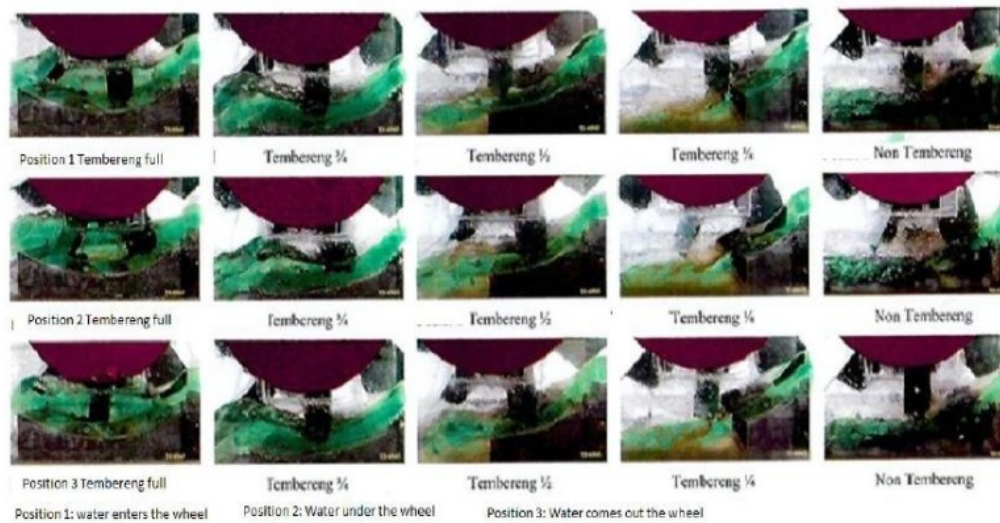 Position 1 Tembereng full
Tembereng ¾
Tembereng ½
Tembereng ¼
Non Tembereng
Position 2 Tembereng full
Tembereng ¾
Tembereng ½
Tembereng ¼
Non Tembereng
Position 3 Tembereng full
Tembereng ¾
Tembereng ½
Tembereng ¼
Non Tembereng
Position 1: water enters the wheel
Position 2: Water under the wheel
Position 3: Water comes out the wheel